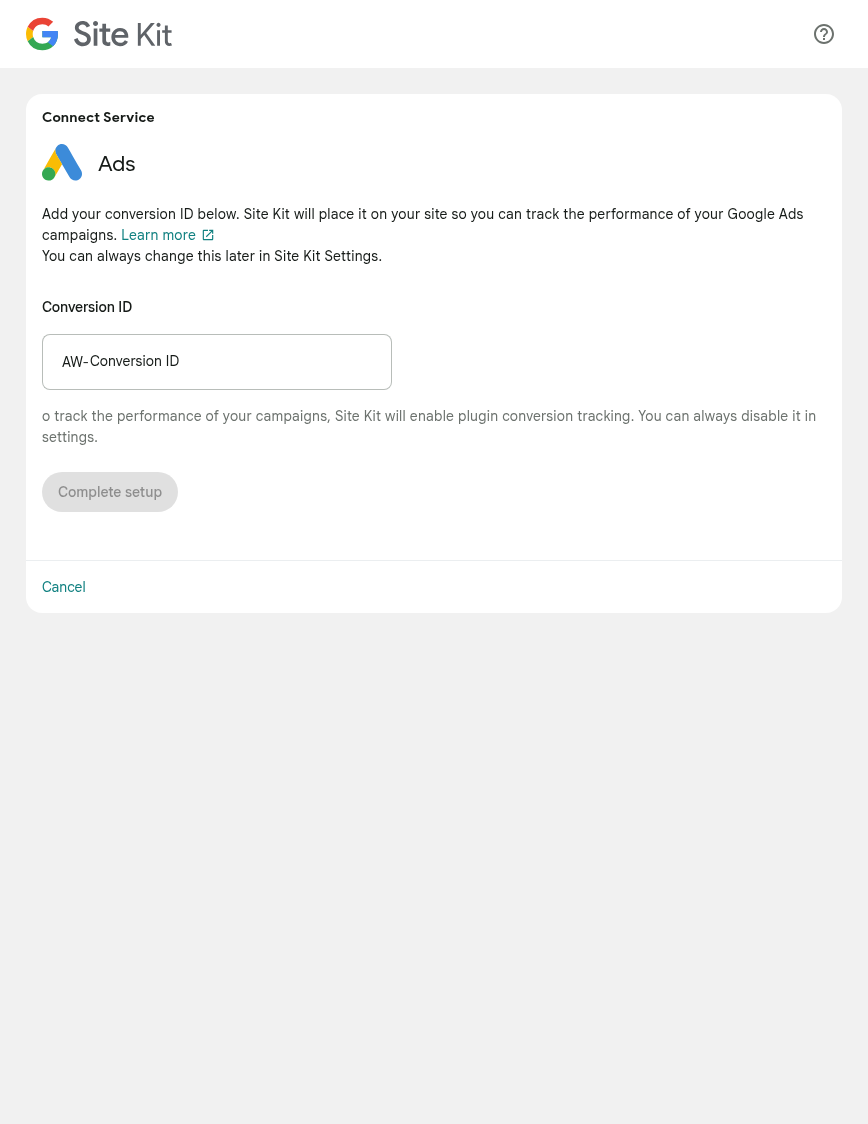 Site Kit
Connect Service
Ads
Add your conversion ID below. Site Kit will place it on your site so you can track the performance of your Google Ads
campaigns. Learn more
You can always change this later in Site Kit Settings.
Conversion ID
AW-Conversion ID
o track the performance of your campaigns, Site Kit will enable plugin conversion tracking. You can always disable it in
settings.
Complete setup
Cancel